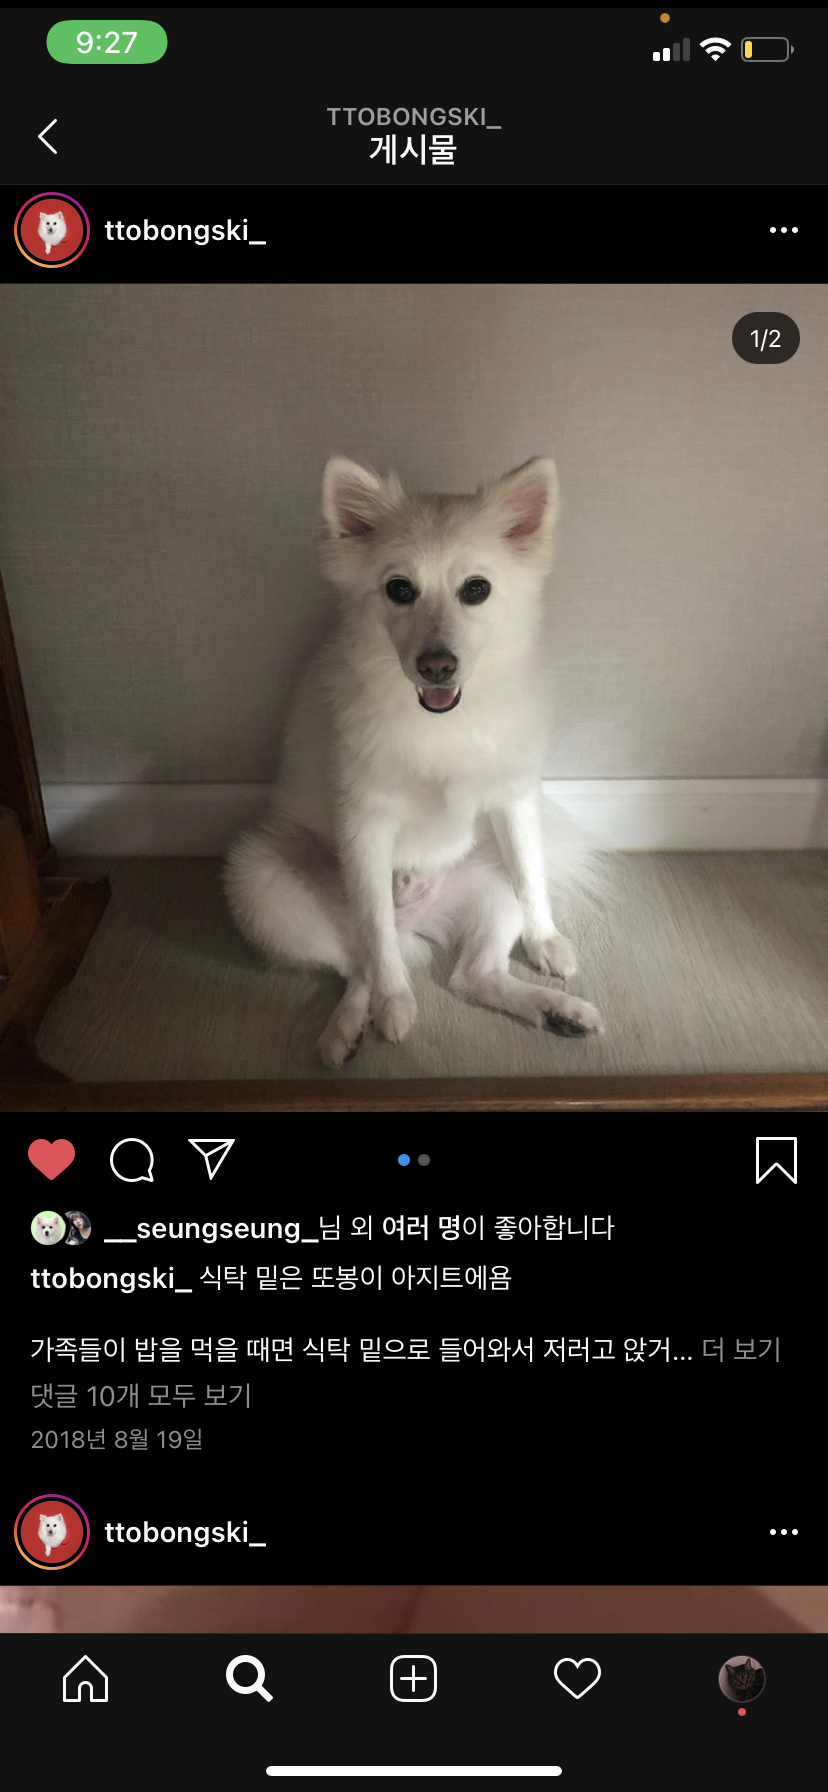 9:27
TTOBONGSKI_
게시물
ttobongski_
1/2
__seungseung_님 외 여러 명이 좋아합니다
ttobongski_ 식탁 밑은 또봉이 아지트에욤
가족들이 밥을 먹을 때면 식탁 밑으로 들어와서 저러고 앉거... 더 보기
댓글 10개 모두 보기
2018년 8월 19일
ttobongski_